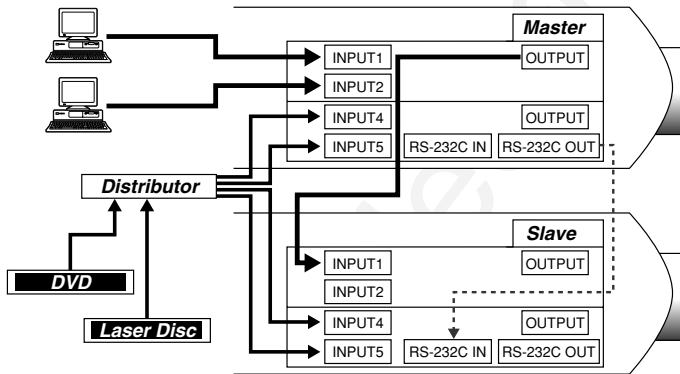 Master
INPUT1 OUTPUT
INPUT2
INPUT4 OUTPUT
INPUT5 RS-232C IN RS-232C OUT
Distributor
Slave
INPUT1 OUTPUT
DVD
INPUT2
INPUT4 OUTPUT
Laser Disc
INPUT5 RS-232C IN RS-232C OUT